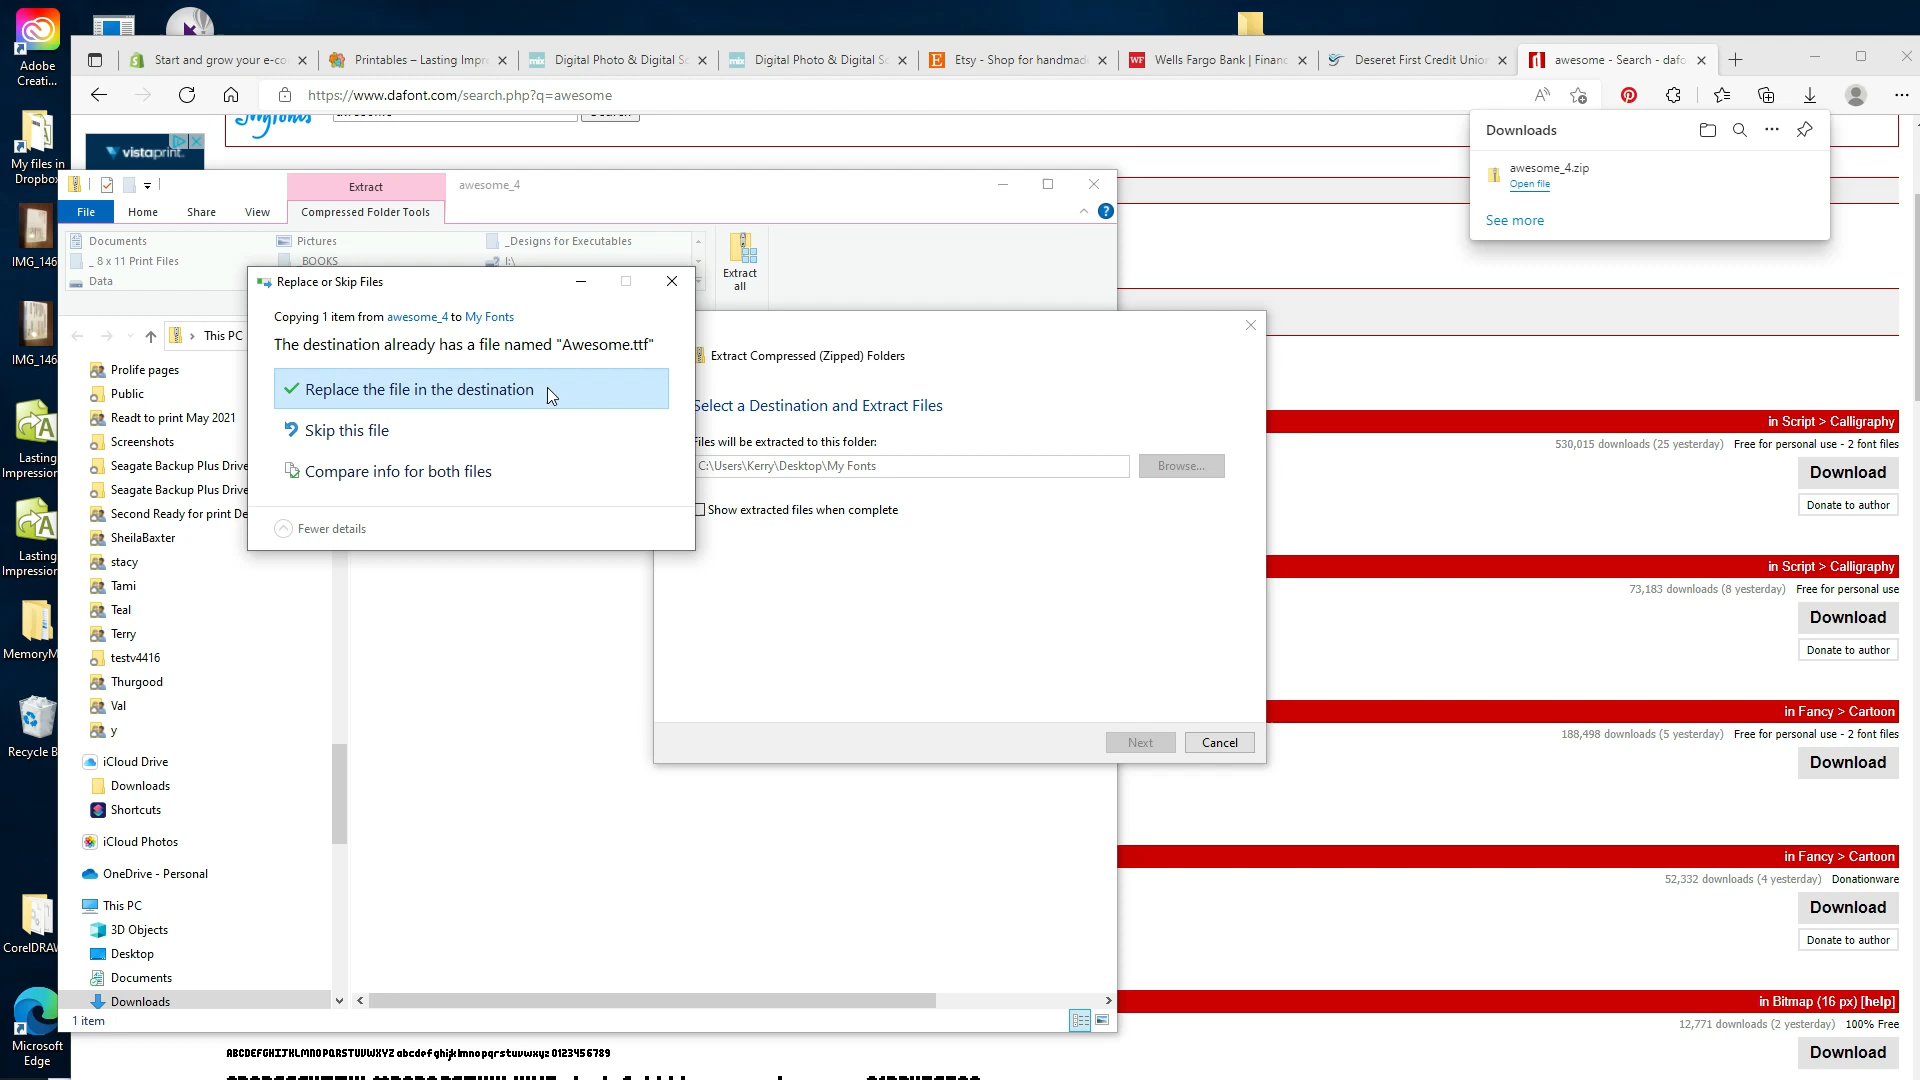 Adobe
Creati...
My files in
Dropbox
IMG_146
IMG_146
Lasting
Impression
Lasting
Impression
MemoryM
Recycle B
CorelDRAW
Microsoft
Edge
Start and grow your e-co
Printables – Lasting Impr
Digital Photo & Digital Sc
Digital Photo & Digital Sc
Etsy - Shop for handmad
WF
Wells Fargo Bank | Financ
Deseret First Credit Union
awesome - Search - dafo
https://www.dafont.com/search.php?q=awesome
Myfonts
Downloads
awesome_4.zip
Open file
See more
vistaprint.
Extract
awesome_4
File
Home
Share
View
Compressed Folder Tools
Documents
Pictures
_Designs for Executables
_ 8 x 11 Print Files
_BOOKS
I:\
Data
Extract
all
This PC
Replace or Skip Files
Copying 1 item from awesome_4 to My Fonts
The destination already has a file named "Awesome.ttf"
Replace the file in the destination
Skip this file
Compare info for both files
Fewer details
Extract Compressed (Zipped) Folders
Select a Destination and Extract Files
Files will be extracted to this folder:
C:\Users\Kerry\Desktop\My Fonts
Browse...
Show extracted files when complete
Next
Cancel
Prolife pages
Public
Readt to print May 2021
Screenshots
Seagate Backup Plus Drive
Seagate Backup Plus Drive
Second Ready for print De
SheilaBaxter
stacy
Tami
Teal
Terry
testv4416
Thurgood
Val
y
iCloud Drive
Downloads
Shortcuts
iCloud Photos
OneDrive - Personal
This PC
3D Objects
Desktop
Documents
Downloads
1 item
in Script > Calligraphy
530,015 downloads (25 yesterday) Free for personal use - 2 font files
Download
Donate to author
in Script > Calligraphy
73,183 downloads (8 yesterday) Free for personal use
Download
Donate to author
in Fancy > Cartoon
188,498 downloads (5 yesterday) Free for personal use - 2 font files
Download
in Fancy > Cartoon
52,332 downloads (4 yesterday) Donationware
Download
Donate to author
in Bitmap (16 px) [help]
12,771 downloads (2 yesterday) 100% Free
Download
ABCDEFGHIJKLMNOPQRSTUVWXYZ abcdefghijklmnopqrstuvwxyz 0123456789